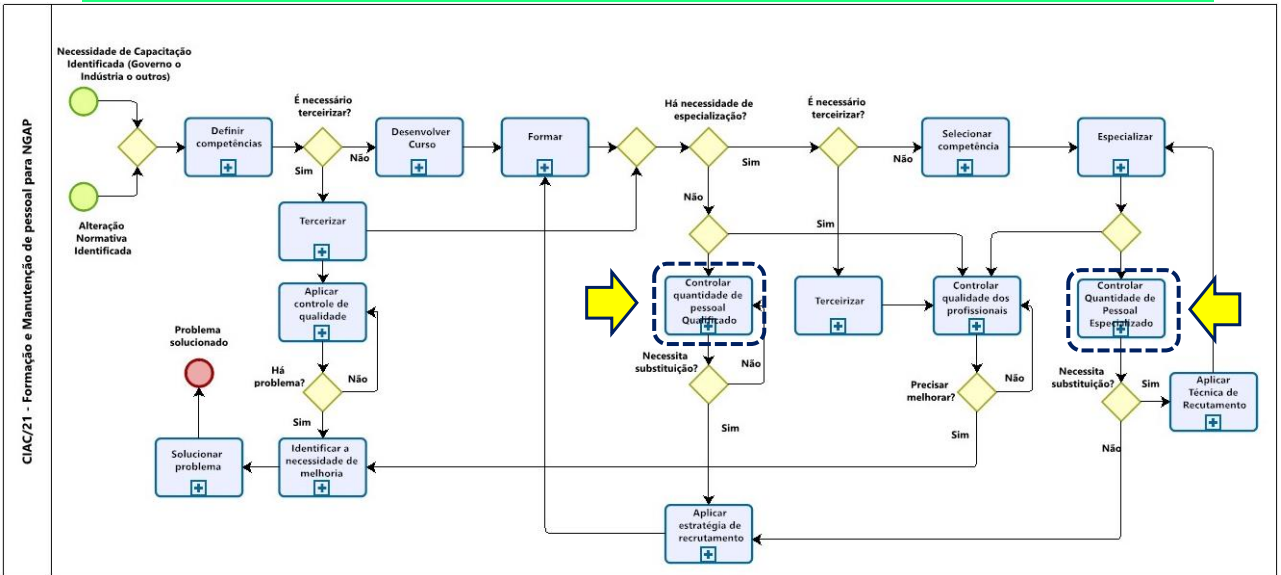 CIAC/21 - Formação e Manutenção de pessoal para NGAP
Necessidade de Capacitação
Identificada (Governo o
Indústria o outros)
Alteração
Normativa
Identificada
Definir
competências
É necessário
terceirizar?
Não
Sim
Desenvolver
Curso
Formar
Há necessidade de
especialização?
Sim
Não
É necessário
terceirizar?
Não
Sim
Selecionar
competência
Especializar
Tercerizar
Aplicar
controle de
qualidade
Há
problema?
Não
Sim
Problema
solucionado
Solucionar
problema
Identificar a
necessidade de
melhoria
Controlar
quantidade de
pessoal
Qualificado
Necessita
substituição?
Não
Sim
Terceirizar
Controlar
qualidade dos
profissionais
Precisar
melhorar?
Não
Sim
Controlar
Quantidade de
Pessoal
Especializado
Necessita
substituição?
Sim
Não
Aplicar
Técnica de
Recutamento
Aplicar
estratégia de
recrutamento